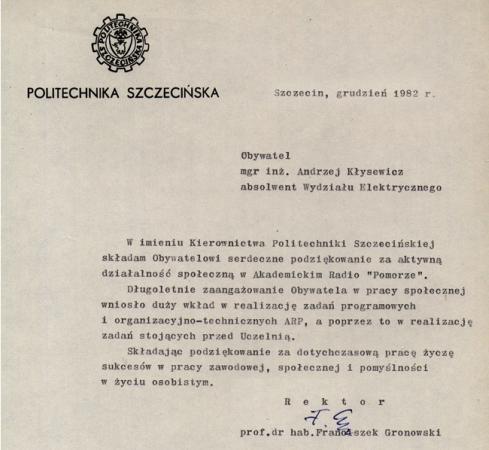 POLITECHNIKA
SZCZECIŃSKA
POLITECHNIKA SZCZECIŃSKA
Szczecin, grudzień 1982 r.
Obywatel
mgr inż. Andrzej Kłysewicz
absolwent Wydziału Elektrycznego
W imieniu Kierownictwa Politechniki Szczecińskiej
składam Obywatelowi serdeczne podziękowanie za aktywną
działalność społeczną w Akademickim Radio "Pomorze".
Długoletnie zaangażowanie Obywatela w pracy społecznej
wniosło duży wkład w realizację zadań programowych
i organizacyjno-technicznych ARP, a poprzez to w realizację
zadań stojących przed Uczelnią.
Składając podziękowanie za dotychczasową pracę życzę
sukcesów w pracy zawodowej, społecznej i pomyślności
w życiu osobistym.
R e k t o r
prof.dr hab.Franciszek Gronowski